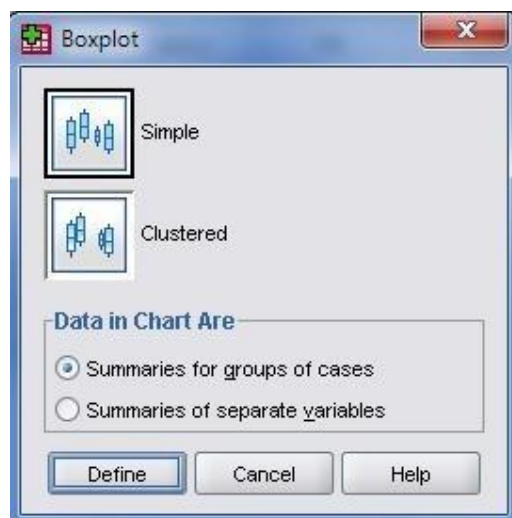 Boxplot
Simple
Clustered
Data in Chart Are
Summaries for groups of cases
Summaries of separate variables
Define Cancel Help